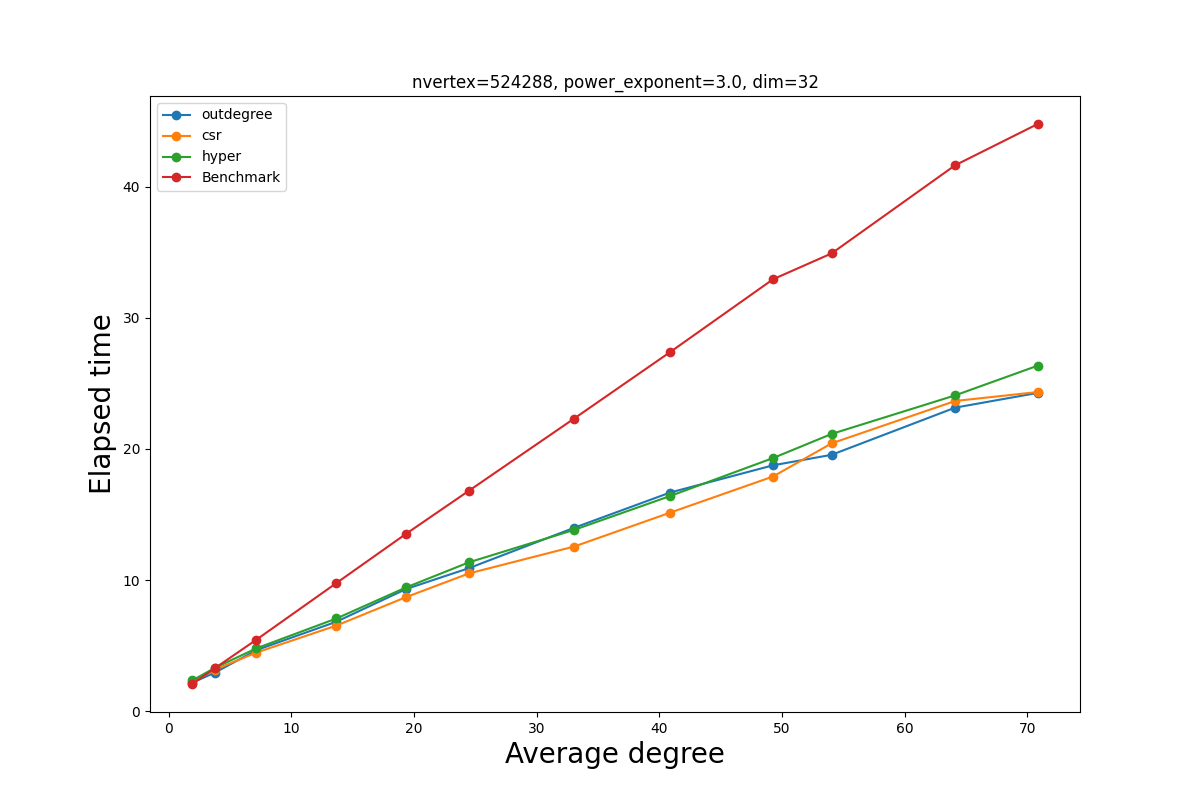 nvertex=524288, power_exponent=3.0, dim=32
outdegree
csr
hyper
Benchmark
Elapsed time
40
30
20
10
0
0 10 20 30 40 50 60 70
Average degree